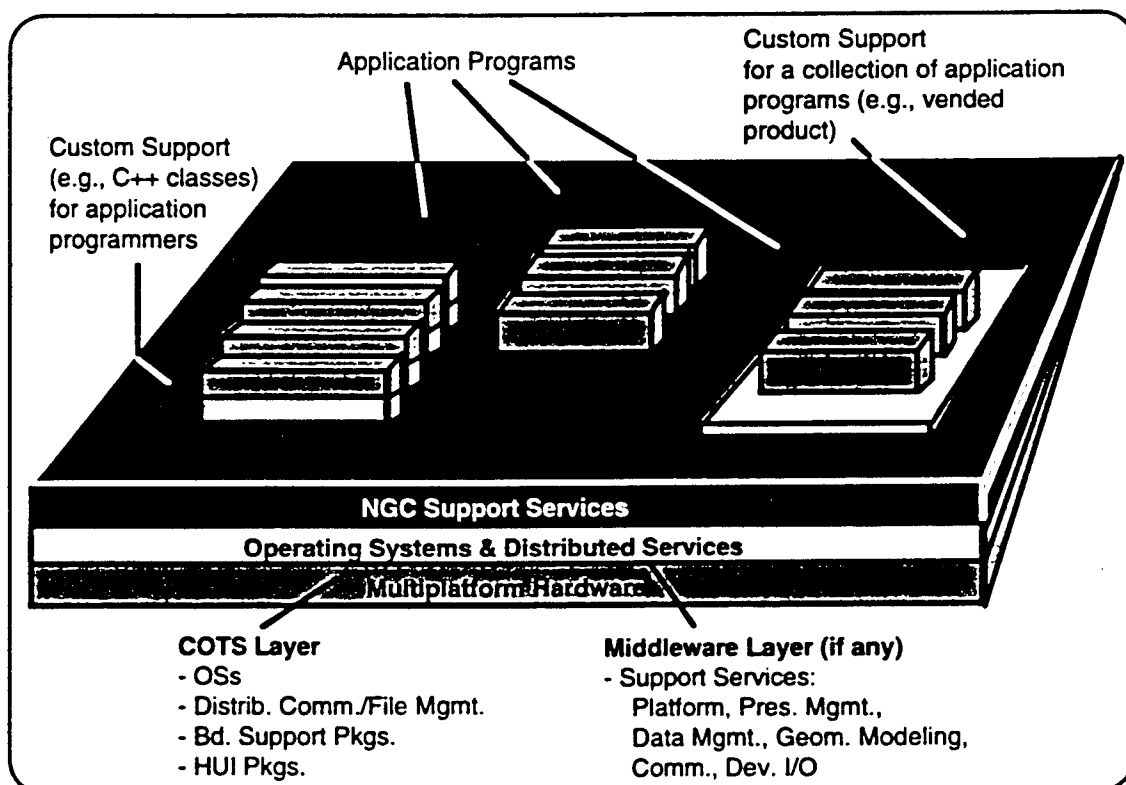 Application Programs
Custom Support
for a collection of application
programs (e.g., vended
product)
Custom Support
(e.g., C++ classes)
for application
programmers
NGC Support Services
Operating Systems & Distributed Services
Multiplatform Hardware
COTS Layer
- OSs
- Distrib. Comm./File Mgmt.
- Bd. Support Pkgs.
- HUI Pkgs.
Middleware Layer (if any)
- Support Services:
Platform, Pres. Mgmt.,
Data Mgmt., Geom. Modeling,
Comm., Dev. I/O